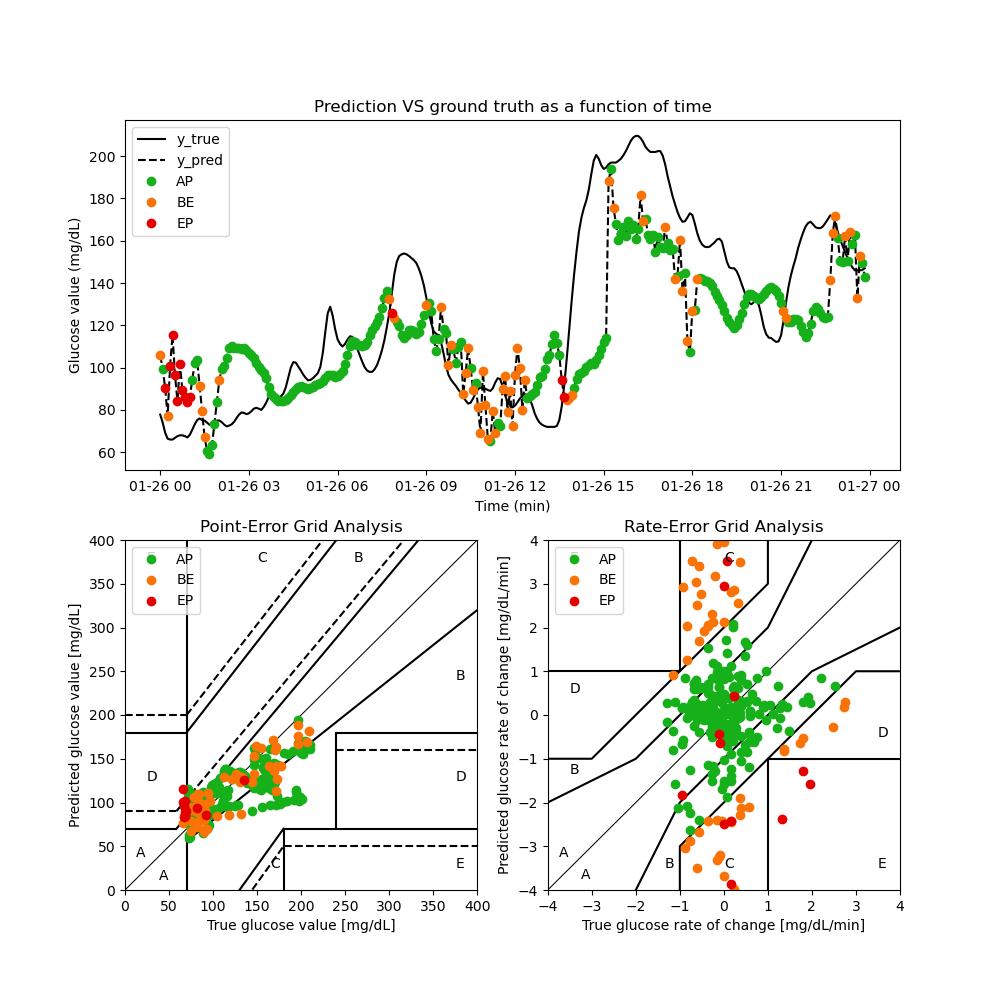 Prediction VS ground truth as a function of time
y_true
y_pred
AP
BE
EP
200
180
160
140
120
100
80
60
Glucose value (mg/dL)
01-26 00 01-26 03 01-26 06 01-26 09 01-26 12 01-26 15 01-26 18 01-26 21 01-27 00
Time (min)
Point-Error Grid Analysis
AP
BE
EP
C
B
B
D
D
A
A
C
E
400
350
300
250
200
150
100
50
0
Predicted glucose value [mg/dL]
0 50 100 150 200 250 300 350 400
True glucose value [mg/dL]
Rate-Error Grid Analysis
AP
BE
EP
C
D
D
B
A
A
B
C
E
4
3
2
1
0
−1
−2
−3
−4
Predicted glucose rate of change [mg/dL/min]
−4 −3 −2 −1 0 1 2 3 4
True glucose rate of change [mg/dL/min]